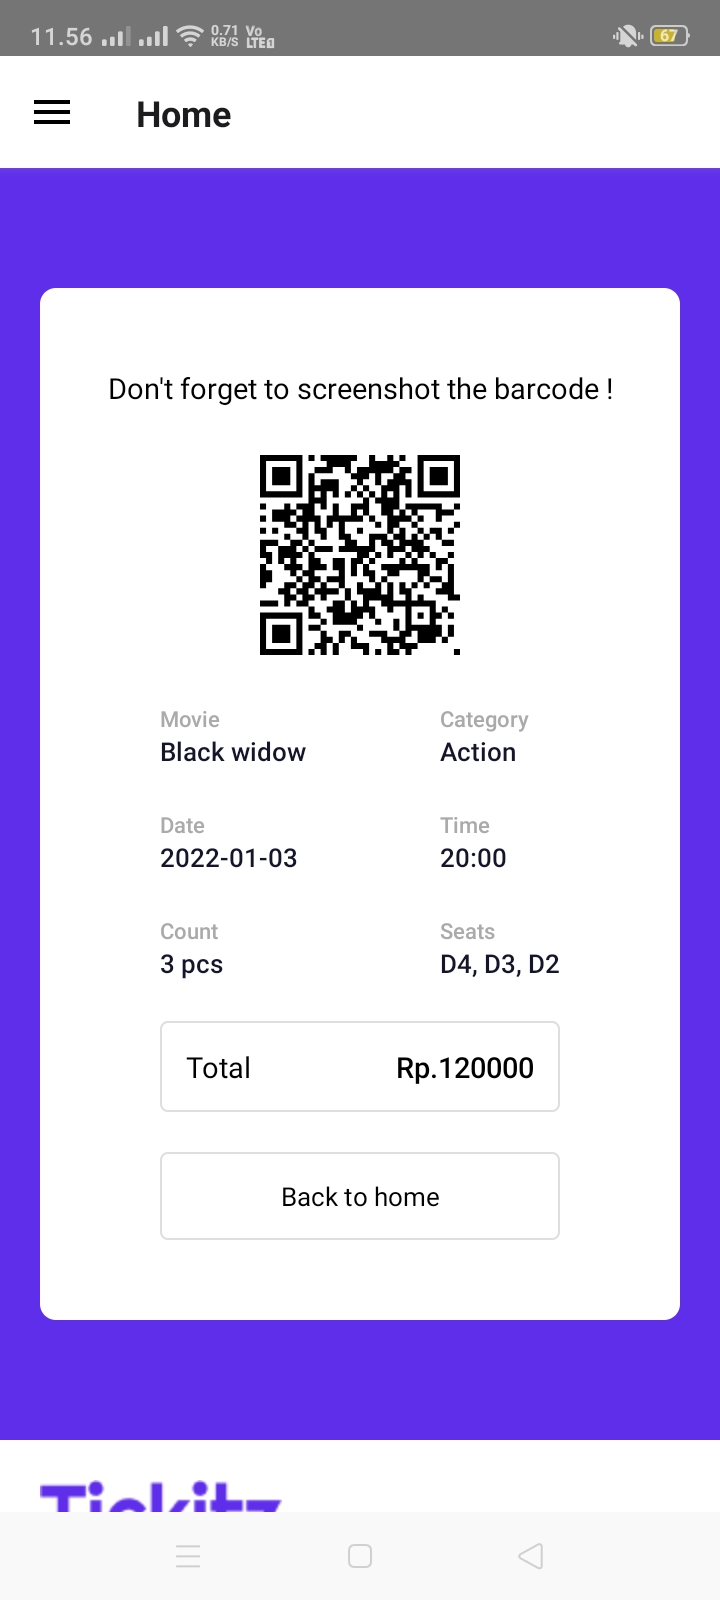 11.56 0.71 KB/S Vo LTE 67
Home
Don't forget to screenshot the barcode !
Movie Category
Black widow Action
Date Time
2022-01-03 20:00
Count Seats
3 pcs D4, D3, D2
Total Rp.120000
Back to home
Tickitz